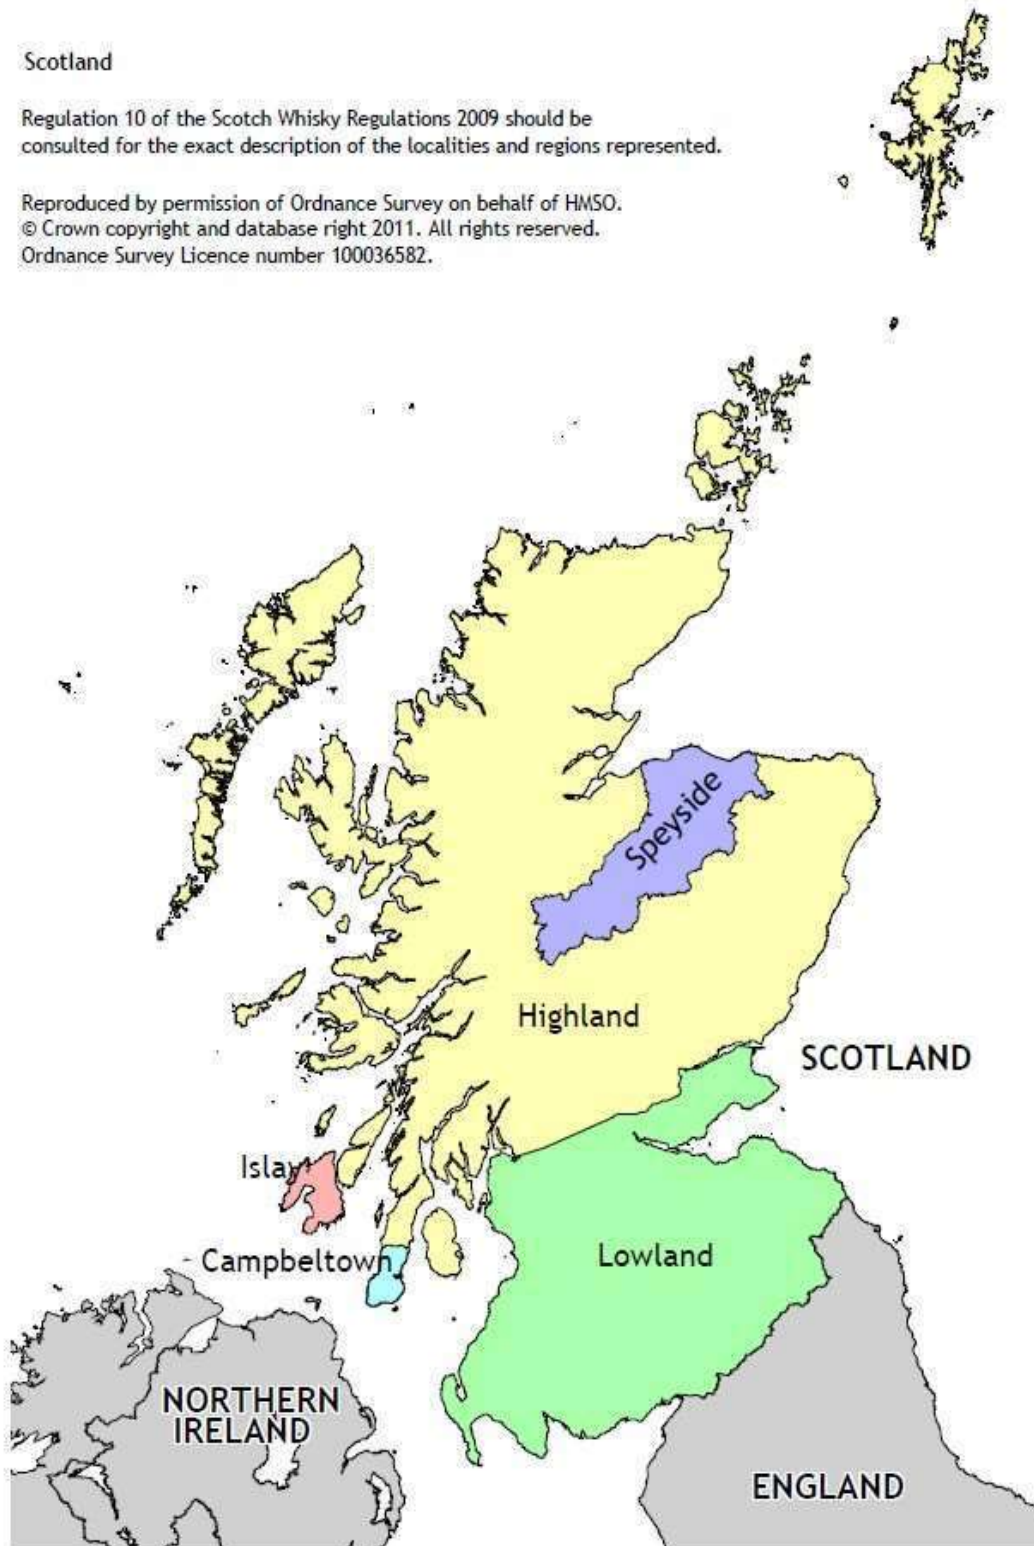 Scotland
Regulation 10 of the Scotch Whisky Regulations 2009 should be
consulted for the exact description of the localities and regions represented.
Reproduced by permission of Ordnance Survey on behalf of HMSO.
© Crown copyright and database right 2011. All rights reserved.
Ordnance Survey Licence number 100036582.
Speyside
Highland
SCOTLAND
Islay
Campbeltown
Lowland
NORTHERN
IRELAND
ENGLAND